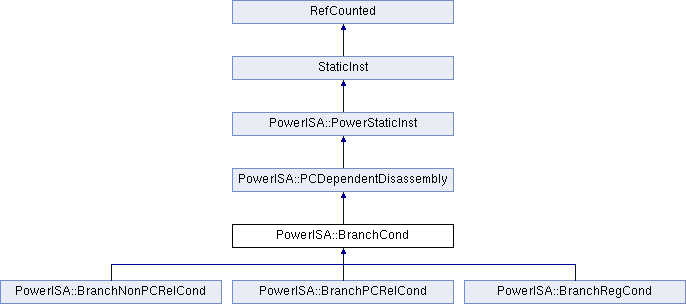 RefCounted
StaticInst
PowerISA::PowerStaticInst
PowerISA::PCDependentDisassembly
PowerISA::BranchCond
PowerISA::BranchNonPCRelCond
PowerISA::BranchPCRelCond
PowerISA::BranchRegCond